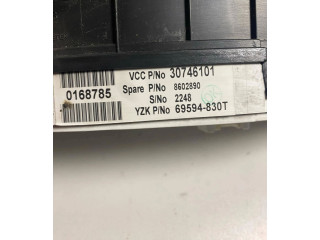 VCC P/No 30746101
0168785 Spare P/No 8602890
S/No 2248
YZK P/No 69594-830T